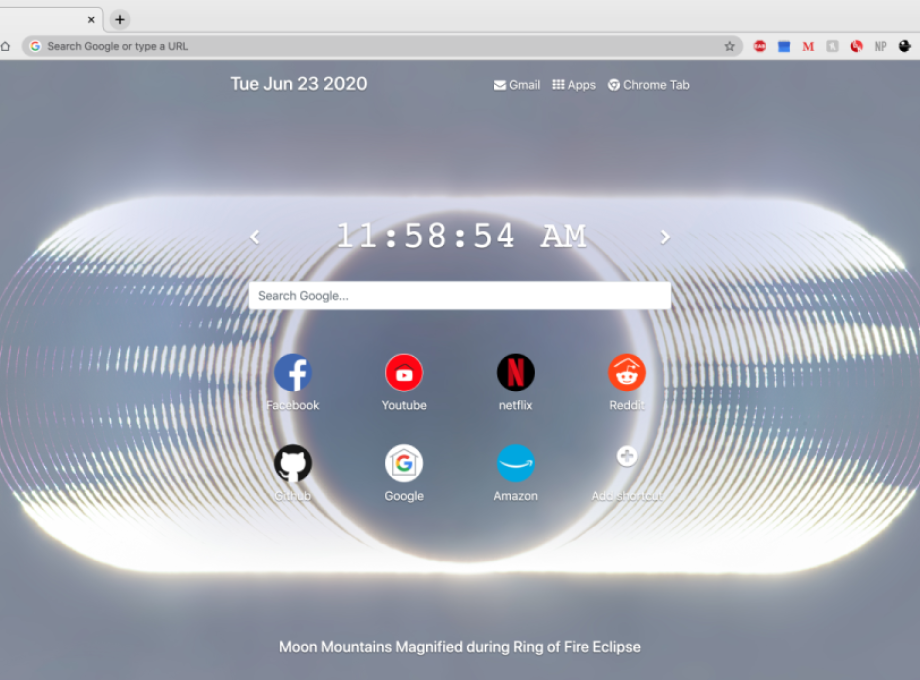 Search Google or type a URL
M
NP
Tue Jun 23 2020
Gmail Apps Chrome Tab
11:58:54 AM
Search Google...
Facebook Youtube netflix Reddit
Github Google Amazon Add shortcut
Moon Mountains Magnified during Ring of Fire Eclipse